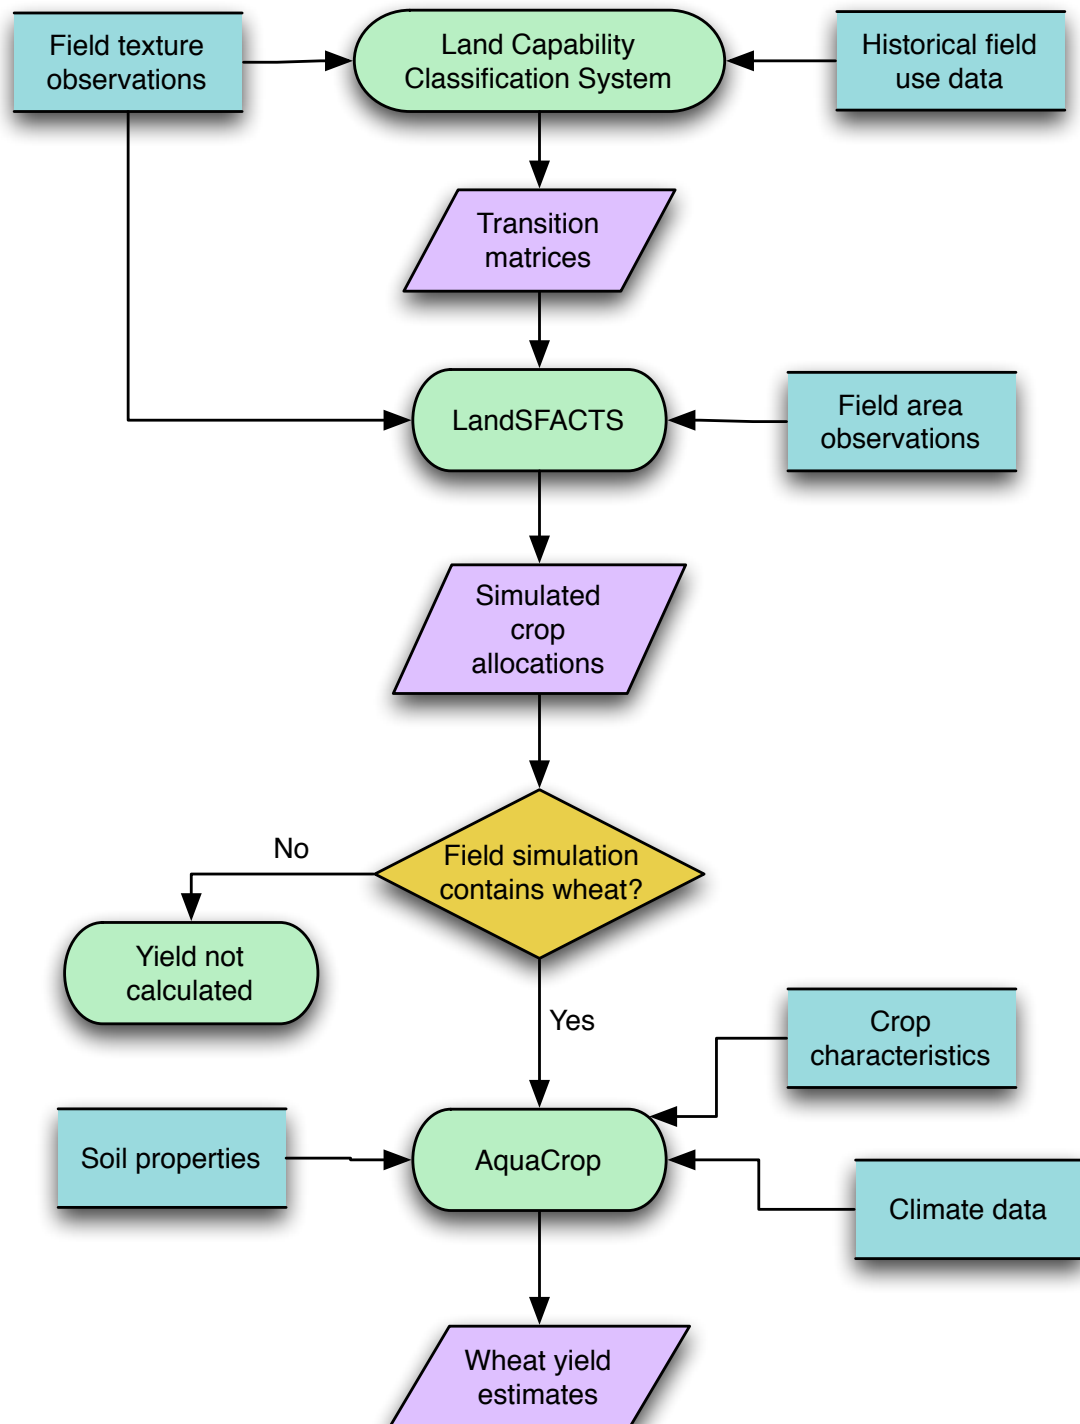 Field texture
observations
Land Capability
Classification System
Historical field
use data
Transition
matrices
LandSFACTS
Field area
observations
Simulated
crop
allocations
Field simulation
contains wheat?
No
Yield not
calculated
Yes
Crop
characteristics
Soil properties
AquaCrop
Climate data
Wheat yield
estimates